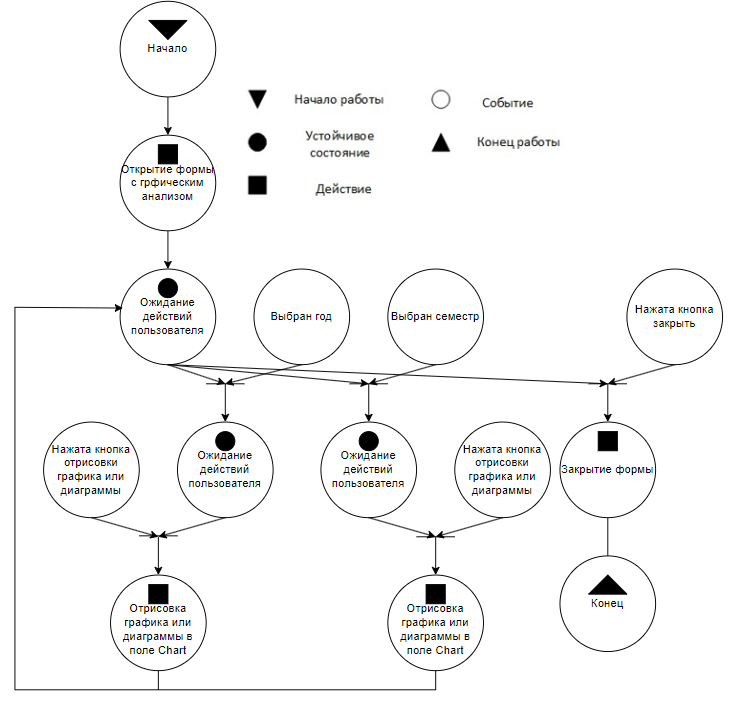 Начало
Начало работы
Событие
Устойчивое
состояние
Конец работы
Действие
Открытие формы
с грфическим
анализом
Ожидание
действий
пользователя
Выбран год
Выбран семестр
Нажата кнопка
закрыть
Нажата кнопка
отрисовки
графика или
диаграммы
Ожидание
действий
пользователя
Ожидание
действий
пользователя
Нажата кнопка
отрисовки
графика или
диаграммы
Закрытие формы
Отрисовка
графика или
диаграммы в
поле Chart
Отрисовка
графика или
диаграммы в
поле Chart
Конец